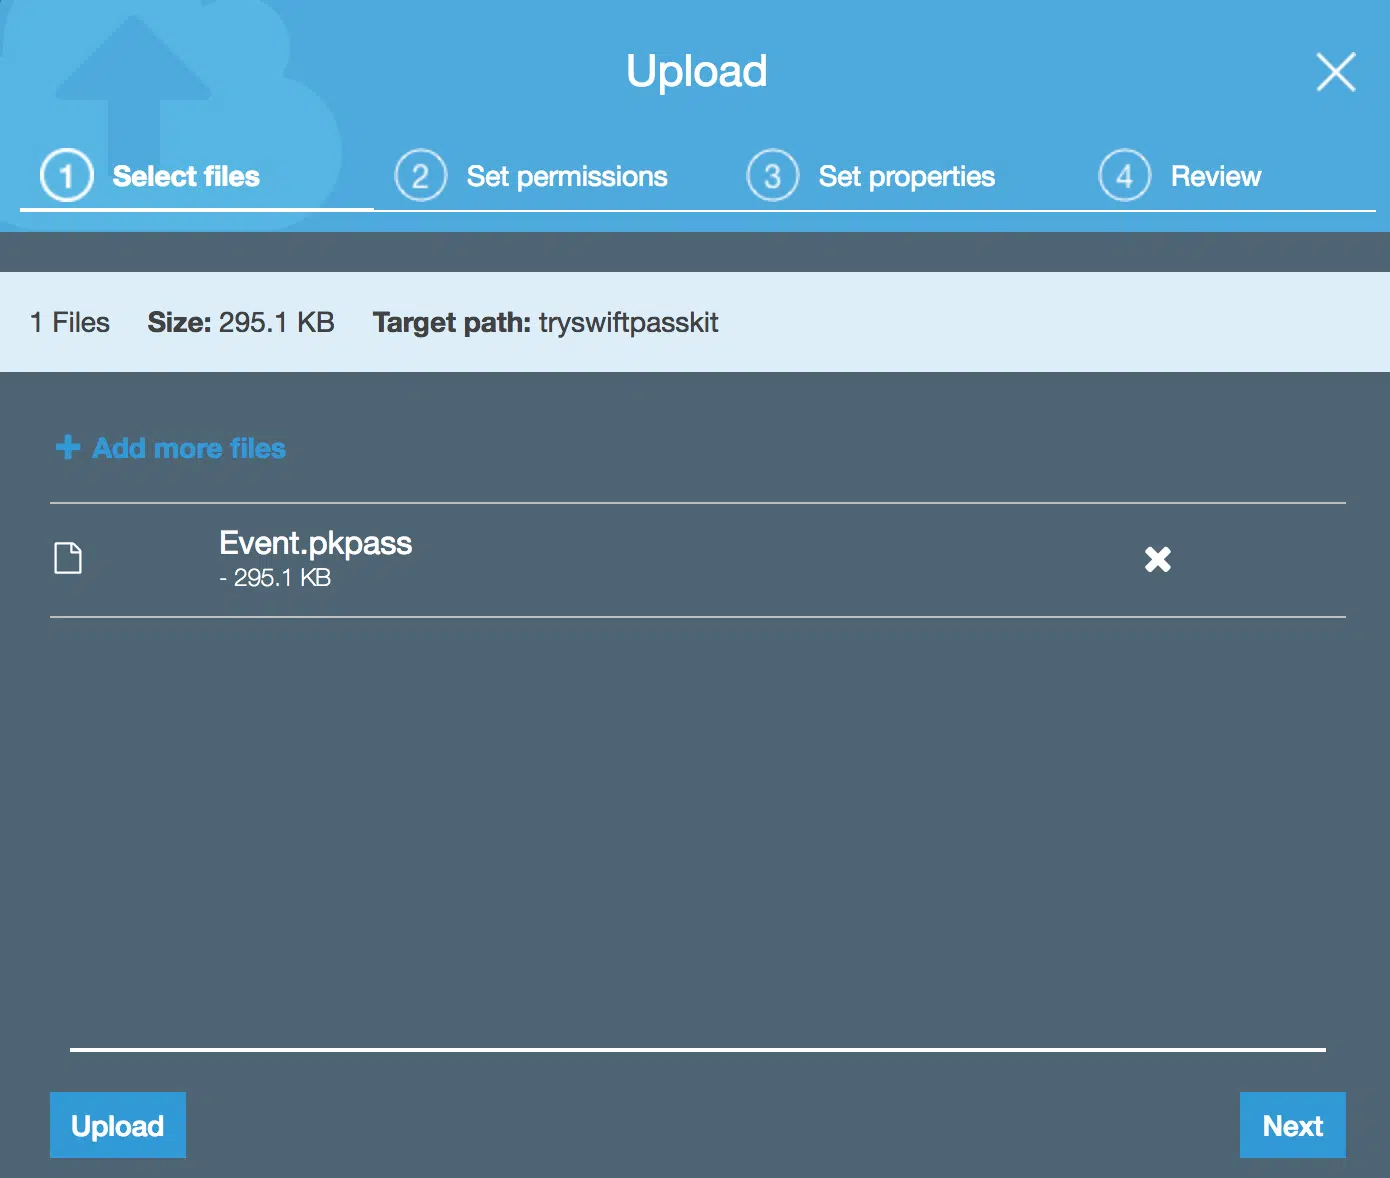 Upload
1 Select files 2 Set permissions 3 Set properties 4 Review
1 Files Size: 295.1 KB Target path: tryswiftpasskit
Add more files
Event.pkpass
- 295.1 KB
Upload Next